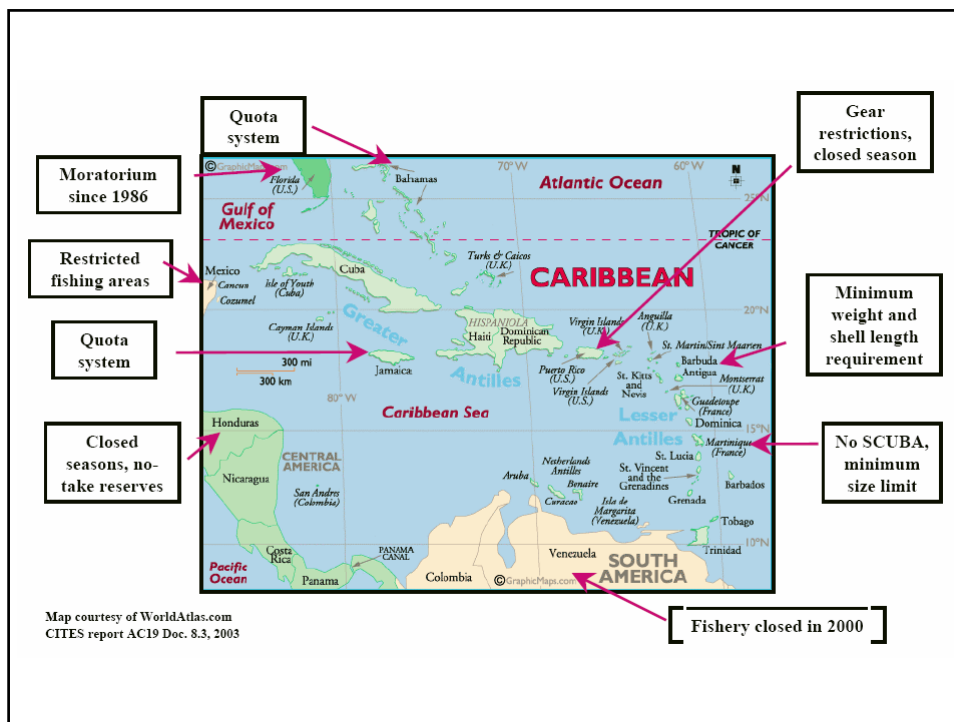 Quota
system
Gear
restrictions,
closed season
Moratorium
since 1986
Restricted
fishing areas
Quota
system
Closed
seasons, no-
take reserves
Minimum
weight and
shell length
requirement
No SCUBA,
minimum
size limit
Fishery closed in 2000
© GraphicMaps.com
70° W
60° W
N
Florida
(U.S.)
Bahamas
Atlantic Ocean
25°N
Gulf of
Mexico
TROPIC OF
CANCER
Mexico
Cancun
Cozumel
Isle of Youth
(Cuba)
Cuba
Turks & Caicos
(U.K.)
CARIBBEAN
20°N
Cayman Islands
(U.K.)
Greater
Antilles
HISPANIOLA
Haiti
Dominican
Republic
Virgin Islands
(U.K.)
Anguilla
(U.K.)
St. Martin/Sint Maarten
Jamaica
300 mi
300 km
Puerto Rico
(U.S.)
Virgin Islands
(U.S.)
St. Kitts
and
Nevis
Barbuda
Antigua
Montserrat
(U.K.)
Guadeloupe
(France)
80° W
Caribbean Sea
Lesser
Antilles
Dominica
15°N
Martinique
(France)
Honduras
CENTRAL
AMERICA
Nicaragua
San Andres
(Colombia)
Aruba
Netherlands
Antilles
Curacao
Bonaire
St. Lucia
St. Vincent
and the
Grenadines
Barbados
Grenada
Isla de
Margarita
(Venezuela)
Tobago
Trinidad
10°N
Costa
Rica
PANAMA
CANAL
Pacific
Ocean
Panama
Colombia
Venezuela
SOUTH
AMERICA
© GraphicMaps.com
Map courtesy of WorldAtlas.com
CITES report AC19 Doc. 8.3, 2003